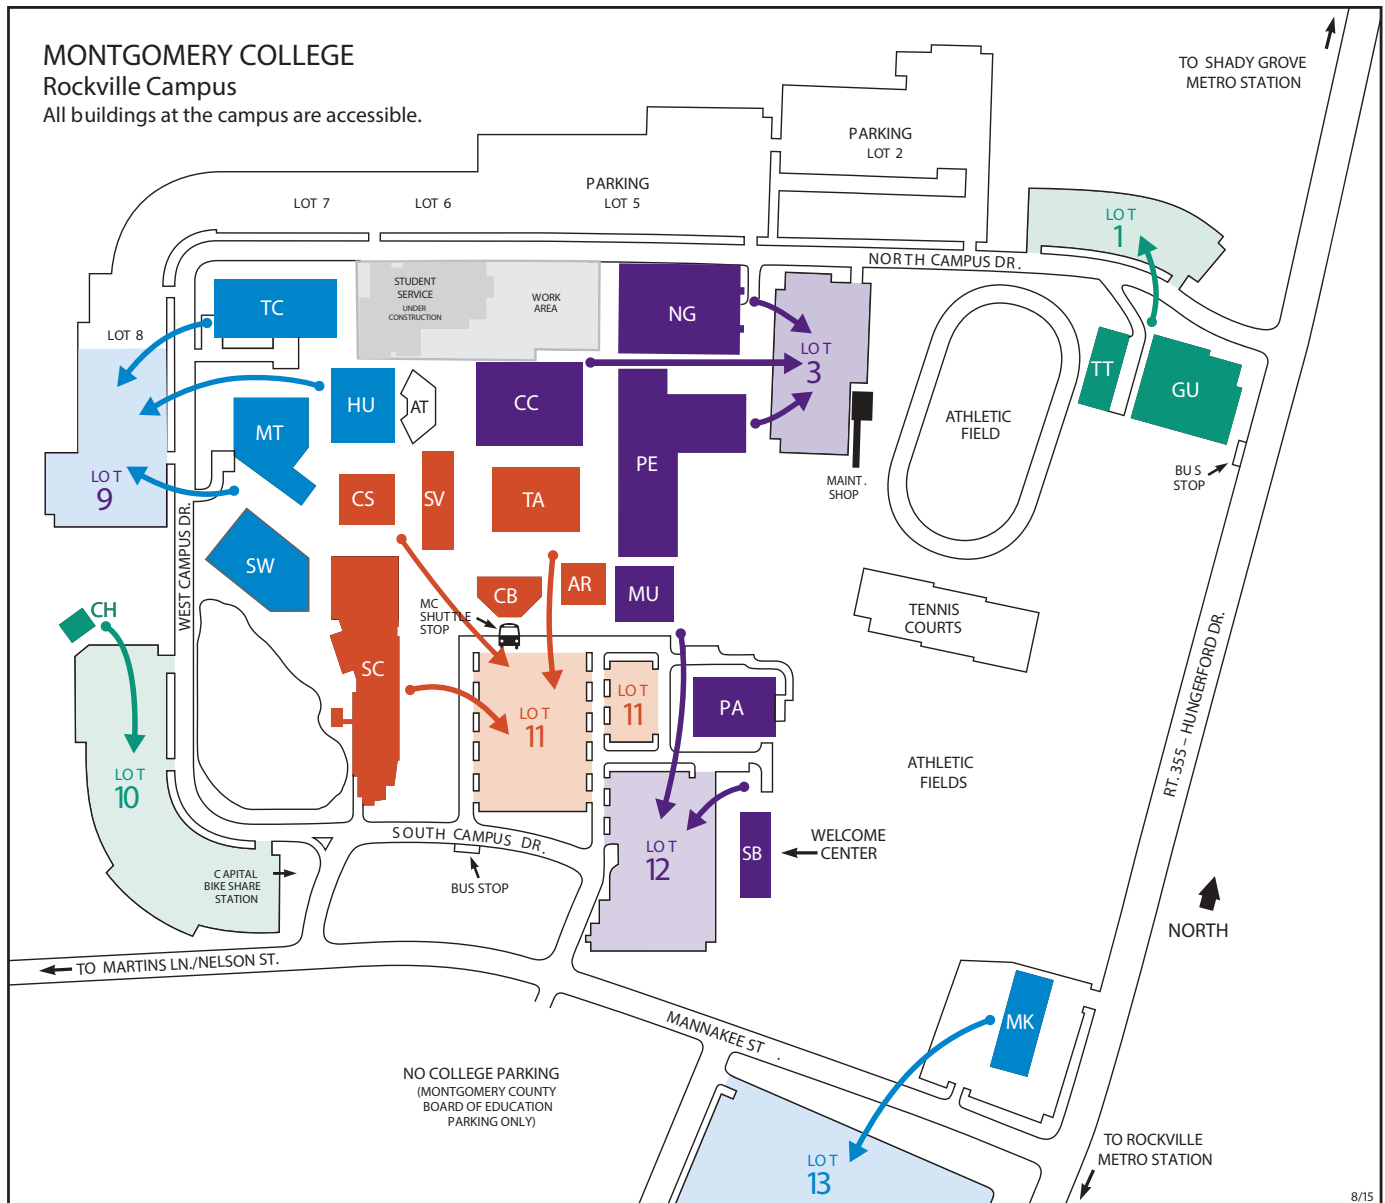 MONTGOMERY COLLEGE
Rockville Campus
All buildings at the campus are accessible.
TO SHADY GROVE
METRO STATION
PARKING
LOT 2
PARKING
LOT 7
LOT 6
LOT 5
LOT
1
NORTH CAMPUS DR.
STUDENT
SERVICE
UNDER
CONSTRUCTION
WORK
AREA
TC
NG
LOT 8
LOT
3
TT
GU
HU
AT
CC
MT
ATHLETIC
FIELD
PE
LOT
9
CS
SV
TA
MAINT.
SHOP
BUS
STOP
WEST CAMPUS DR.
SW
CB
AR
MU
CH
MC
SHUTTLE
STOP
TENNIS
COURTS
SC
LOT
11
LOT
11
PA
RT. 355 – HUNGERFORD DR.
LOT
10
ATHLETIC
FIELDS
SOUTH CAMPUS DR.
LOT
12
SB
WELCOME
CENTER
CAPITAL
BIKE SHARE
STATION
BUS STOP
NORTH
TO MARTINS LN./NELSON ST.
MANNAKEE ST.
MK
NO COLLEGE PARKING
(MONTGOMERY COUNTY
BOARD OF EDUCATION
PARKING ONLY)
LOT
13
TO ROCKVILLE
METRO STATION
8/15